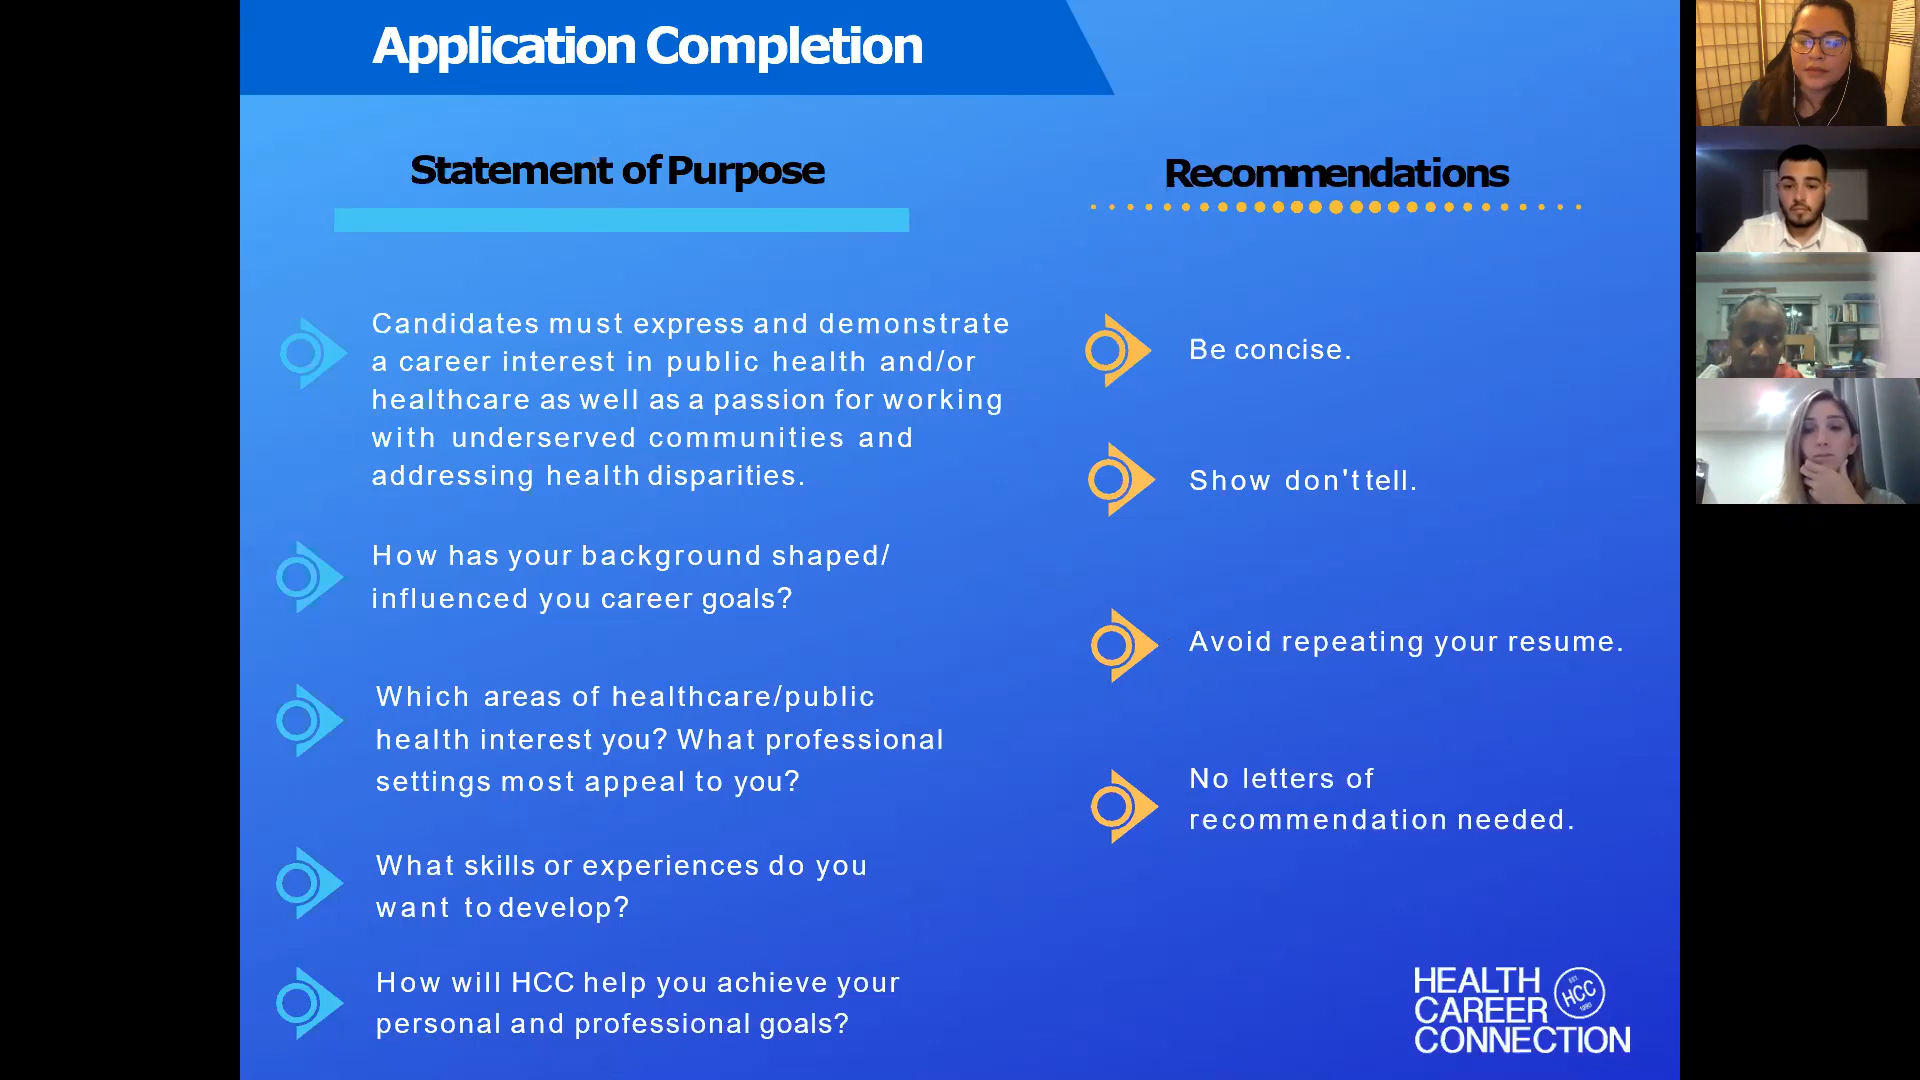 Application Completion
Statement of Purpose
Candidates must express and demonstrate
a career interest in public health and/or
healthcare as well as a passion for working
with underserved communities and
addressing health disparities.
How has your background shaped/
influenced you career goals?
Which areas of healthcare/public
health interest you? What professional
settings most appeal to you?
What skills or experiences do you
want to develop?
How will HCC help you achieve your
personal and professional goals?
Recommendations
Be concise.
Show don't tell.
Avoid repeating your resume.
No letters of
recommendation needed.
HEALTH
CAREER
CONNECTION
EST.
HCC
1990